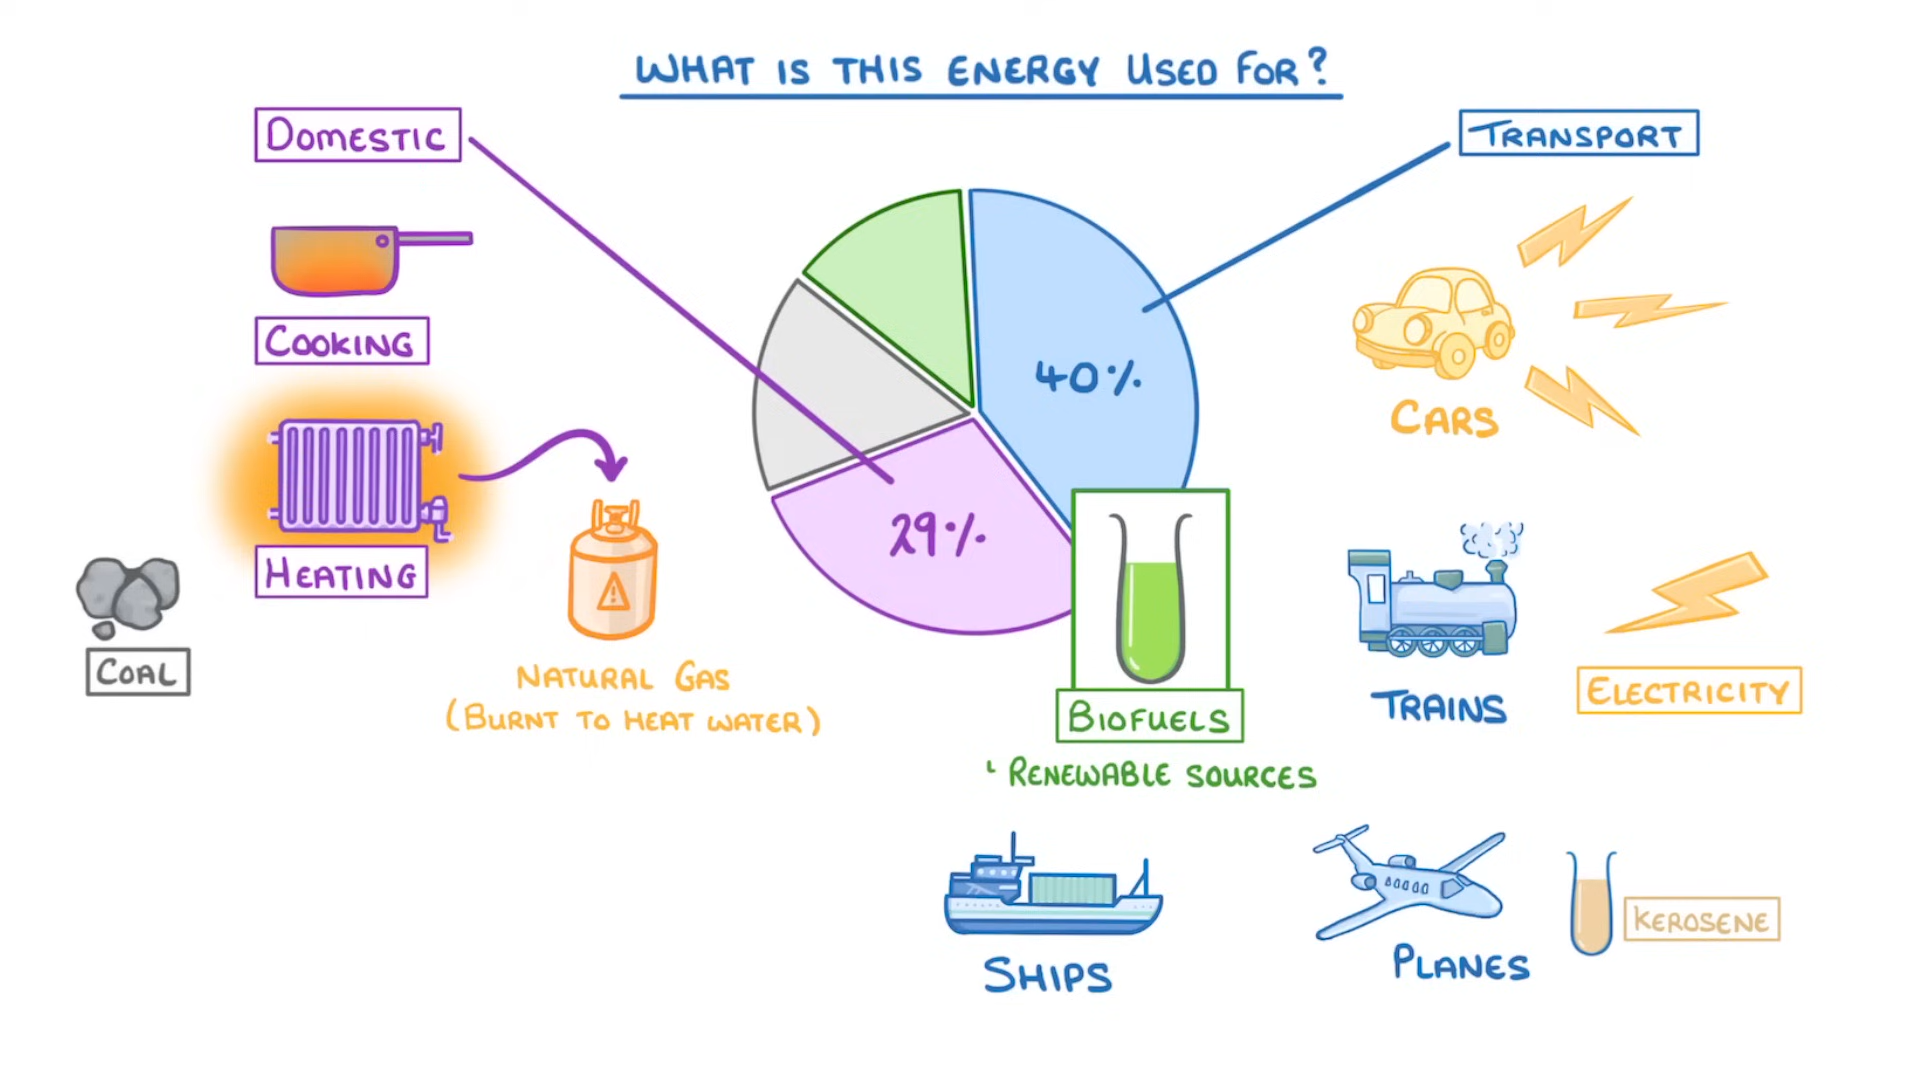 WHAT IS THIS ENERGY USED FOR?
DOMESTIC
TRANSPORT
COOKING
40%
CARS
29%
HEATING
COAL
NATURAL GAS
(BURNT TO HEAT WATER)
BIOFUELS
RENEWABLE SOURCES
TRAINS
ELECTRICITY
SHIPS
PLANES
KEROSENE